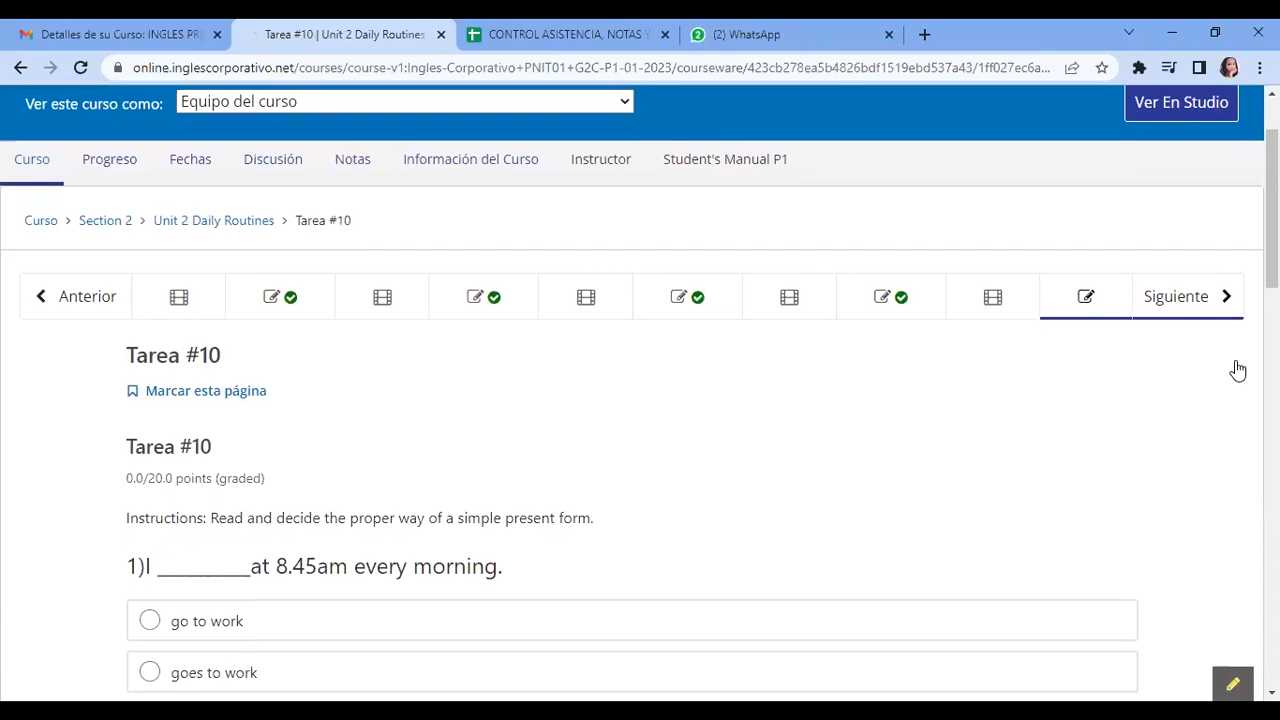 Detalles de su Curso: INGLES PR
Tarea #10 | Unit 2 Daily Routines
CONTROL ASISTENCIA, NOTAS Y
(2) WhatsApp
online.inglescorporativo.net/courses/course-v1:Ingles-Corporativo+PNIT01+G2C-P1-01-2023/courseware/423cb278ea5b4826bdf1519ebd537a43/1ff027ec6a...
Ver este curso como:
Equipo del curso
Ver En Studio
Curso
Progreso
Fechas
Discusión
Notas
Información del Curso
Instructor
Student's Manual P1
Curso > Section 2 > Unit 2 Daily Routines > Tarea #10
Anterior
Siguiente
Tarea #10
Marcar esta página
Tarea #10
0.0/20.0 points (graded)
Instructions: Read and decide the proper way of a simple present form.
1)I _________at 8.45am every morning.
go to work
goes to work